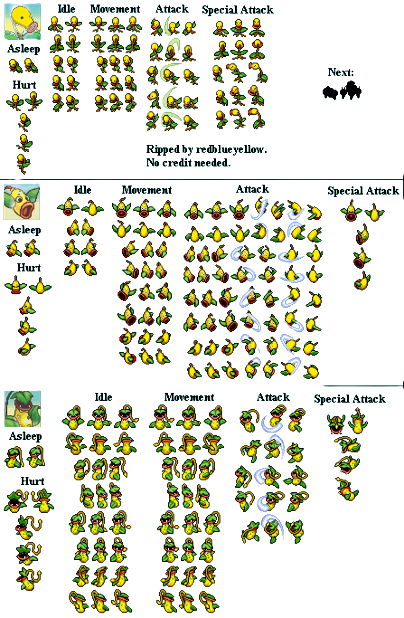 Idle Movement Attack Special Attack
Asleep
Hurt
Next:
Ripped by redblueyellow.
No credit needed.
Idle Movement Attack Special Attack
Asleep
Hurt
Idle Movement Attack Special Attack
Asleep
Hurt